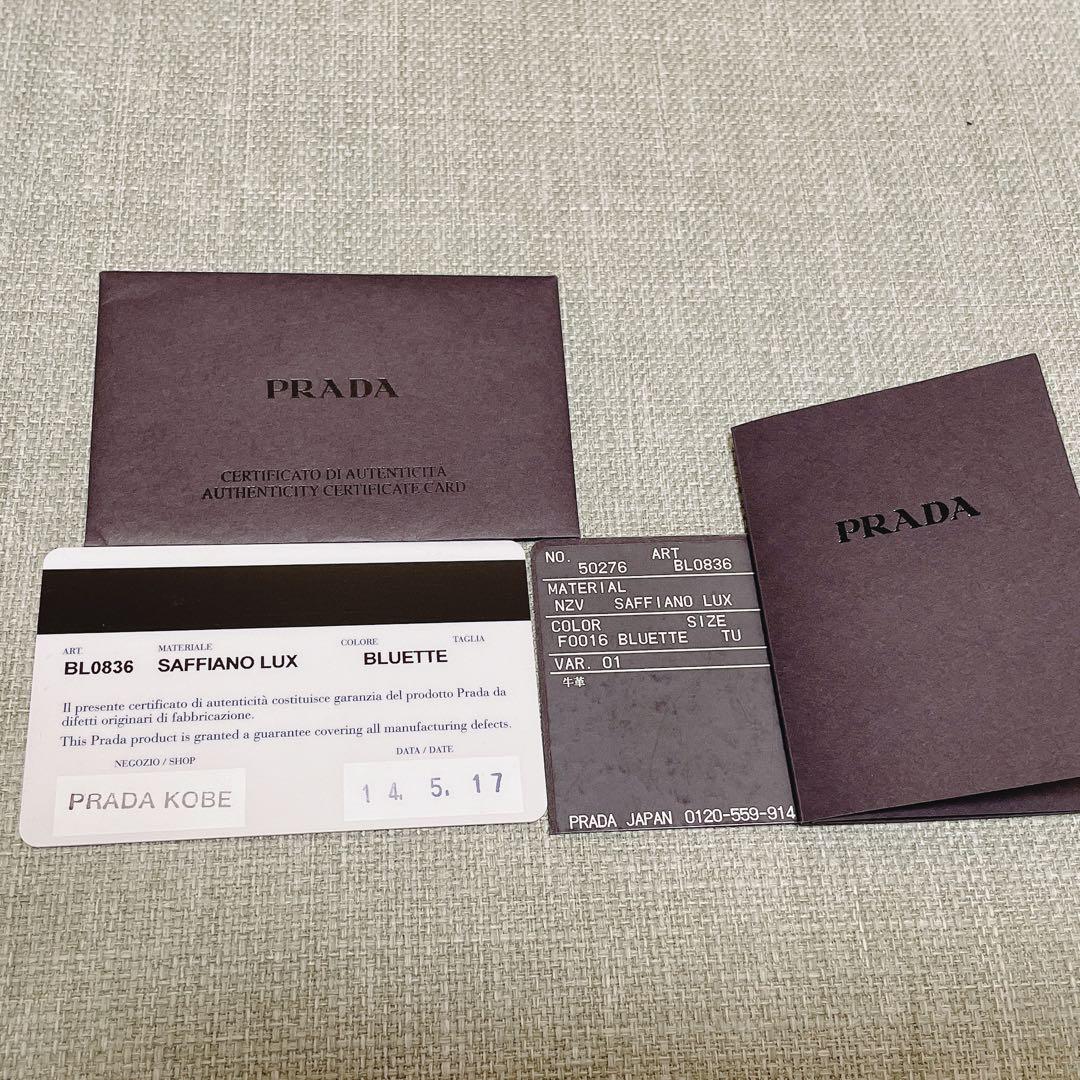 PRADA
CERTIFICATO DI AUTENTICITÀ
AUTHENTICITY CERTIFICATE CARD
ART. MATERIALE COLORE TAGLIA
BL0836 SAFFIANO LUX BLUETTE
Il presente certificato di autenticità costituisce garanzia del prodotto Prada da
difetti originari di fabbricazione.
This Prada product is granted a guarantee covering all manufacturing defects.
NEGOZIO / SHOP DATA / DATE
PRADA KOBE 14. 5. 17
NO. ART
50276 BL0836
MATERIAL
NZV SAFFIANO LUX
COLOR SIZE
F0016 BLUETTE TU
VAR. 01
牛革
PRADA JAPAN 0120-559-914
PRADA